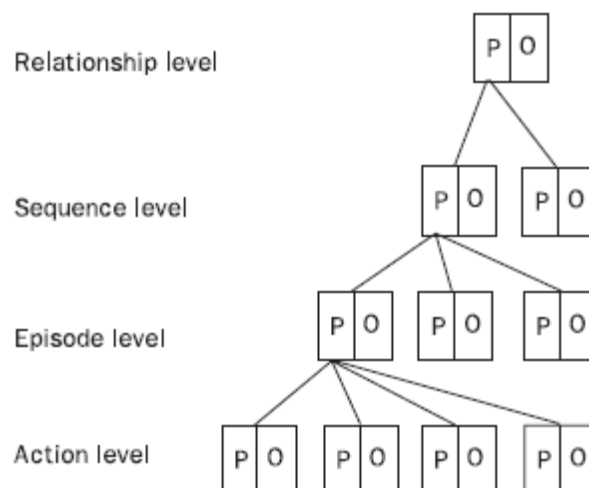 P O
Relationship level
Sequence level
P O P O
Episode level
P O P O P O
Action level
P O P O P O P O